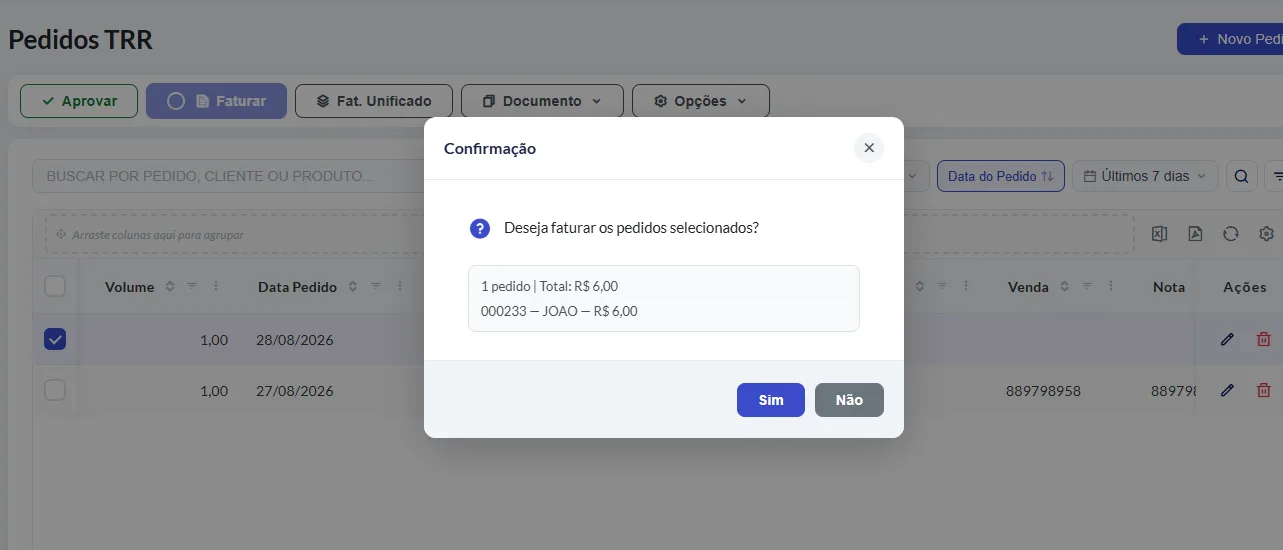 Pedidos TRR
+ Novo Pedi
Aprovar
Faturar
Fat. Unificado
Documento
Opções
Confirmação
BUSCAR POR PEDIDO, CLIENTE OU PRODUTO...
Data do Pedido
Últimos 7 dias
Deseja faturar os pedidos selecionados?
Arraste colunas aqui para agrupar
1 pedido | Total: R$ 6,00
000233 — JOAO — R$ 6,00
Volume
Data Pedido
Venda
Nota
Ações
1,00
28/08/2026
1,00
27/08/2026
889798958
88979
Sim
Não